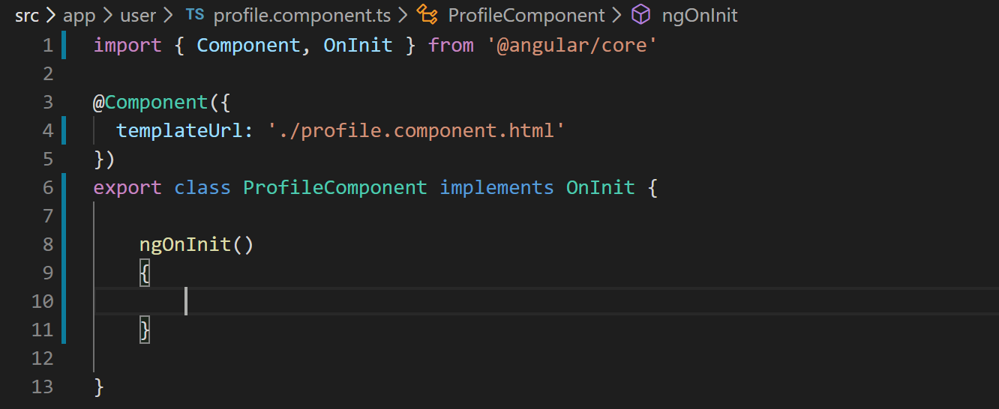 src > app > user > TS profile.component.ts > ProfileComponent > ngOnInit
1 import { Component, OnInit } from '@angular/core'
2
3 @Component({
4   templateUrl: './profile.component.html'
5 })
6 export class ProfileComponent implements OnInit {
7
8     ngOnInit()
9     {
10
11     }
12
13 }